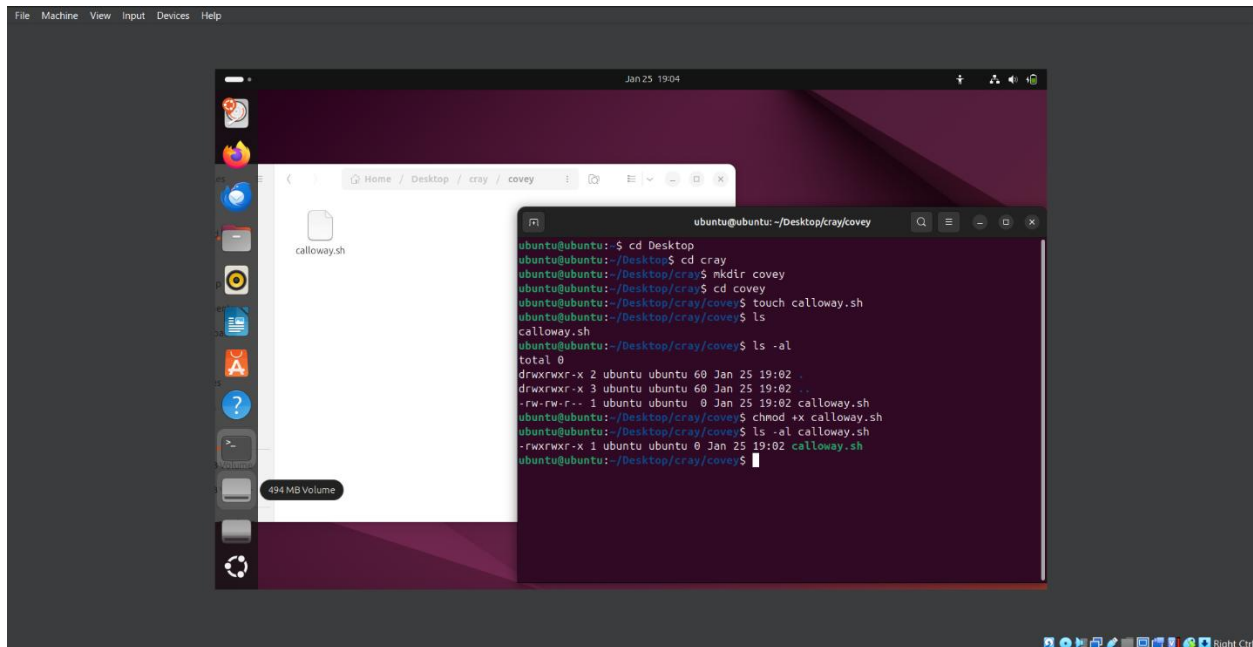 File Machine View Input Devices Help
Jan 25 19:04
Home / Desktop / cray / covey
calloway.sh
494 MB Volume
ubuntu@ubuntu: ~/Desktop/cray/covey
ubuntu@ubuntu:~$ cd Desktop
ubuntu@ubuntu:~/Desktop$ cd cray
ubuntu@ubuntu:~/Desktop/cray$ mkdir covey
ubuntu@ubuntu:~/Desktop/cray$ cd covey
ubuntu@ubuntu:~/Desktop/cray/covey$ touch calloway.sh
ubuntu@ubuntu:~/Desktop/cray/covey$ ls
calloway.sh
ubuntu@ubuntu:~/Desktop/cray/covey$ ls -al
total 0
drwxrwxr-x 2 ubuntu ubuntu 60 Jan 25 19:02 .
drwxrwxr-x 3 ubuntu ubuntu 60 Jan 25 19:02 ..
-rw-rw-r-- 1 ubuntu ubuntu  0 Jan 25 19:02 calloway.sh
ubuntu@ubuntu:~/Desktop/cray/covey$ chmod +x calloway.sh
ubuntu@ubuntu:~/Desktop/cray/covey$ ls -al calloway.sh
-rwxrwxr-x 1 ubuntu ubuntu 0 Jan 25 19:02 calloway.sh
ubuntu@ubuntu:~/Desktop/cray/covey$
Right Ctrl